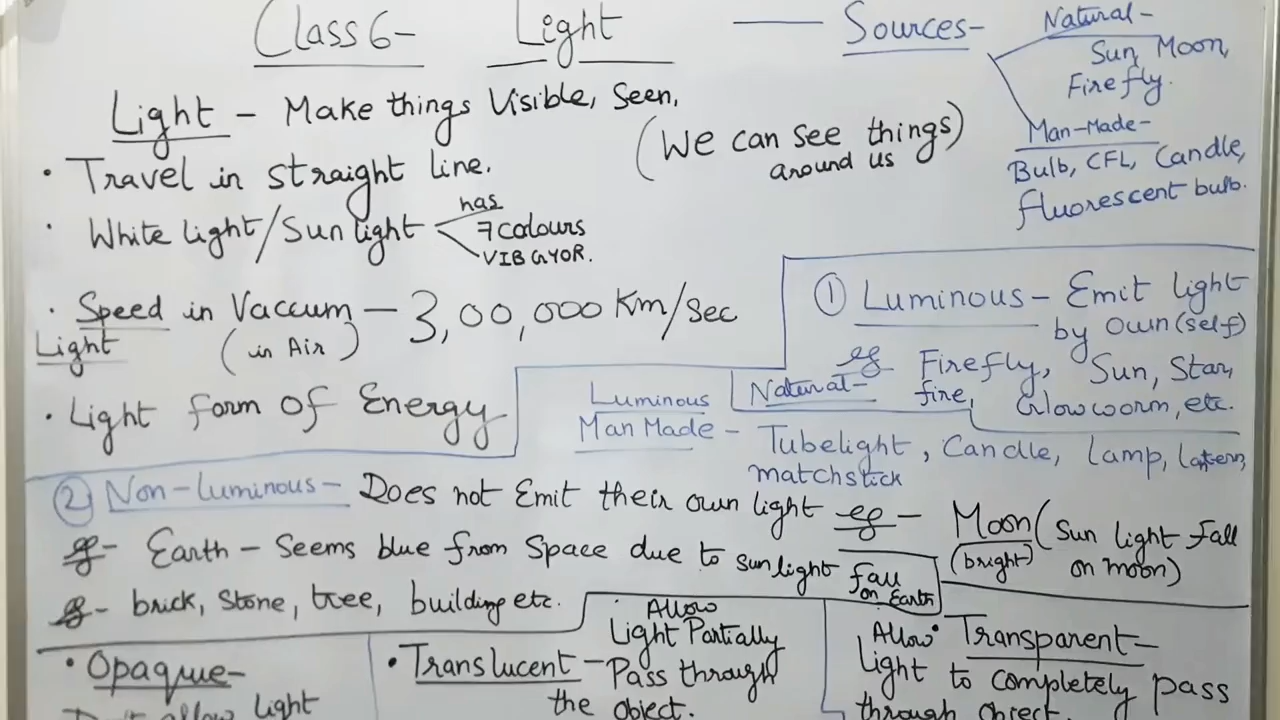 Class 6- Light — Sources-
Natural -
Sun, Moon,
Firefly.
Man-Made-
Bulb, CFL, Candle,
fluorescent bulb.
Light - Make things Visible, Seen.
(We can see things)
around us
• Travel in straight line.
• White light/Sunlight has
7 Colours
VIBGYOR.
• Speed in Vaccum — 3,00,000 Km/Sec
Light (in Air)
• Light form of Energy
① Luminous - Emit light
by own (self)
eg Firefly, Sun, Star,
Natural- fire, Glowworm, etc.
Luminous
Man Made - Tubelight, Candle, lamp, latern,
matchstick
② Non-Luminous - Does not Emit their own light eg - Moon (Sun light fall
(bright) on moon)
eg- Earth - Seems blue from Space due to sunlight fall
on Earth
eg- brick, Stone, tree, building etc.
• Opaque-
Don't allow light
• Translucent - Allow
Light Partially
Pass through
the object.
• Transparent-
Allow
Light to completely pass
through object.